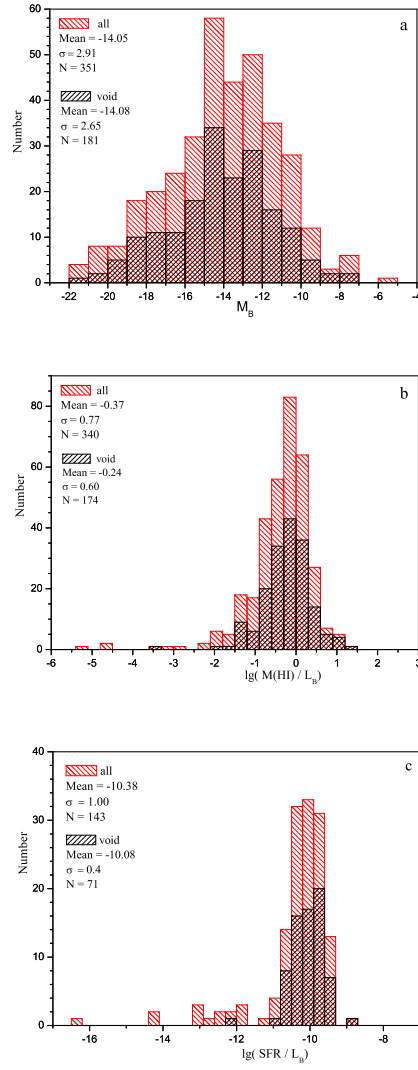 a
all
Mean = -14.05
σ = 2.91
N = 351
void
Mean = -14.08
σ = 2.65
N = 181
Number
60
50
40
30
20
10
0
-22 -20 -18 -16 -14 -12 -10 -8 -6 -4
M_B
b
all
Mean = -0.37
σ = 0.77
N = 340
void
Mean = -0.24
σ = 0.60
N = 174
Number
80
60
40
20
0
-6 -5 -4 -3 -2 -1 0 1 2 3
lg( M(HI) / L_B)
c
all
Mean = -10.38
σ = 1.00
N = 143
void
Mean = -10.08
σ = 0.4
N = 71
Number
40
30
20
10
0
-16 -14 -12 -10 -8
lg( SFR / L_B)